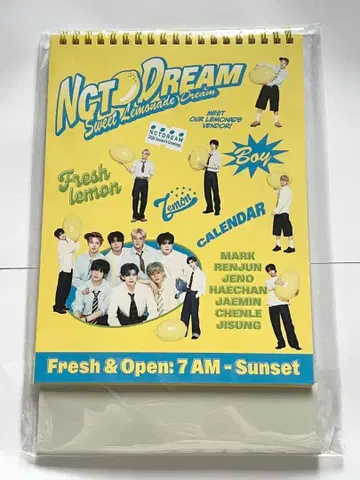 NCT DREAM
Sweet Lemonade Dream
MEET
OUR LEMONADE
VENDOR!
NCTDREAM
Boy
Fresh
lemon
Lemon
CALENDAR
MARK
RENJUN
JENO
HAECHAN
JAEMIN
CHENLE
JISUNG
Fresh & Open: 7 AM - Sunset